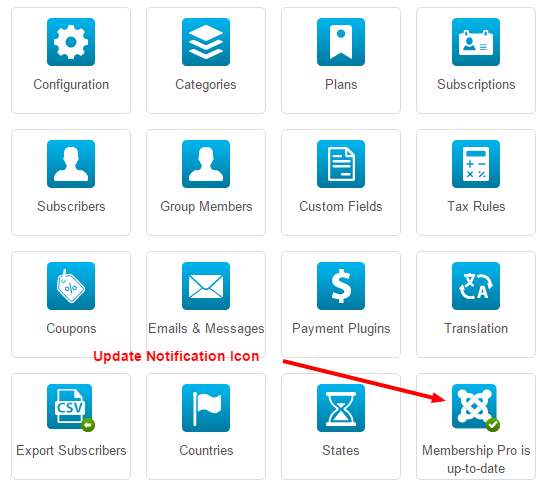 Configuration
Categories
Plans
Subscriptions
Subscribers
Group Members
Custom Fields
Tax Rules
%
Coupons
Emails & Messages
$
Payment Plugins
A
Translation
Update Notification Icon
CSV
Export Subscribers
Countries
States
Membership Pro is
up-to-date